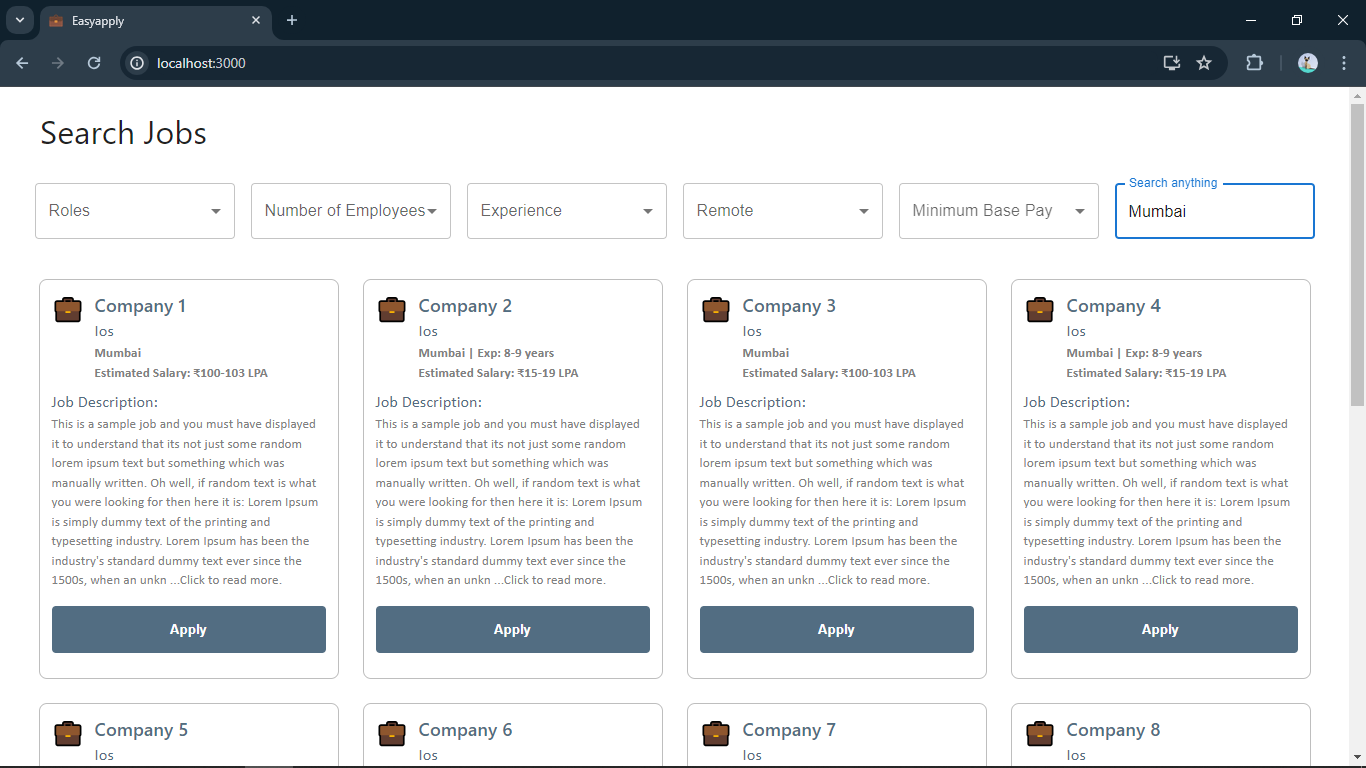 Easyapply
localhost:3000
Search Jobs
Roles
Number of Employees
Experience
Remote
Minimum Base Pay
Search anything
Mumbai
Company 1
Ios
Mumbai
Estimated Salary: ₹100-103 LPA
Job Description:
This is a sample job and you must have displayed
it to understand that its not just some random
lorem ipsum text but something which was
manually written. Oh well, if random text is what
you were looking for then here it is: Lorem Ipsum
is simply dummy text of the printing and
typesetting industry. Lorem Ipsum has been the
industry's standard dummy text ever since the
1500s, when an unkn ...Click to read more.
Apply
Company 2
Ios
Mumbai | Exp: 8-9 years
Estimated Salary: ₹15-19 LPA
Job Description:
This is a sample job and you must have displayed
it to understand that its not just some random
lorem ipsum text but something which was
manually written. Oh well, if random text is what
you were looking for then here it is: Lorem Ipsum
is simply dummy text of the printing and
typesetting industry. Lorem Ipsum has been the
industry's standard dummy text ever since the
1500s, when an unkn ...Click to read more.
Apply
Company 3
Ios
Mumbai
Estimated Salary: ₹100-103 LPA
Job Description:
This is a sample job and you must have displayed
it to understand that its not just some random
lorem ipsum text but something which was
manually written. Oh well, if random text is what
you were looking for then here it is: Lorem Ipsum
is simply dummy text of the printing and
typesetting industry. Lorem Ipsum has been the
industry's standard dummy text ever since the
1500s, when an unkn ...Click to read more.
Apply
Company 4
Ios
Mumbai | Exp: 8-9 years
Estimated Salary: ₹15-19 LPA
Job Description:
This is a sample job and you must have displayed
it to understand that its not just some random
lorem ipsum text but something which was
manually written. Oh well, if random text is what
you were looking for then here it is: Lorem Ipsum
is simply dummy text of the printing and
typesetting industry. Lorem Ipsum has been the
industry's standard dummy text ever since the
1500s, when an unkn ...Click to read more.
Apply
Company 5
Ios
Company 6
Ios
Company 7
Ios
Company 8
Ios